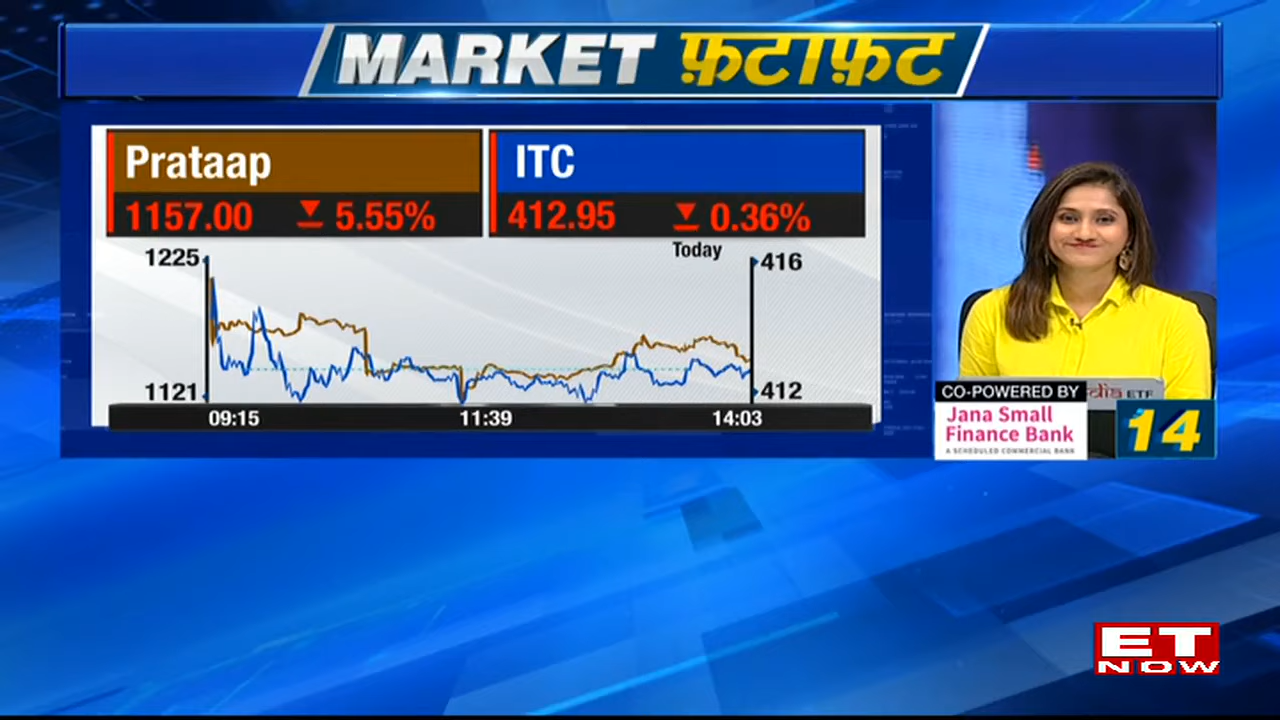 MARKET फ़टाफ़ट
Prataap
1157.00 ▼ 5.55%
ITC
412.95 ▼ 0.36%
Today
1225
416
1121
412
09:15
11:39
14:03
CO-POWERED BY
dia ETF
Jana Small
Finance Bank
A SCHEDULED COMMERCIAL BANK
14
ET
NOW